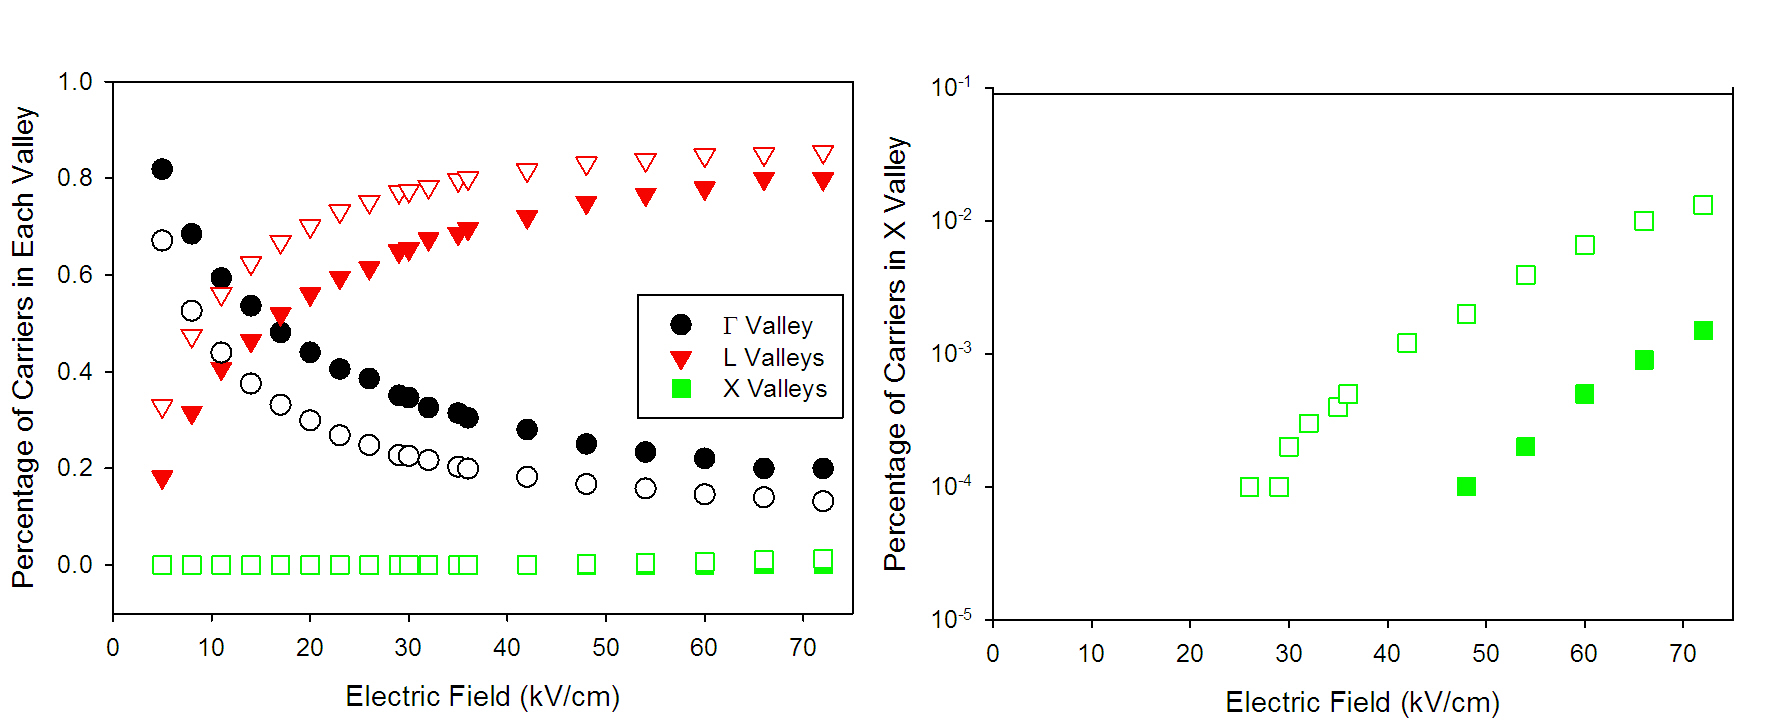 Percentage of Carriers in Each Valley
1.0
0.8
0.6
0.4
0.2
0.0
0 10 20 30 40 50 60 70
Electric Field (kV/cm)
Γ Valley
L Valleys
X Valleys
Percentage of Carriers in X Valley
10-1
10-2
10-3
10-4
10-5
0 10 20 30 40 50 60 70
Electric Field (kV/cm)